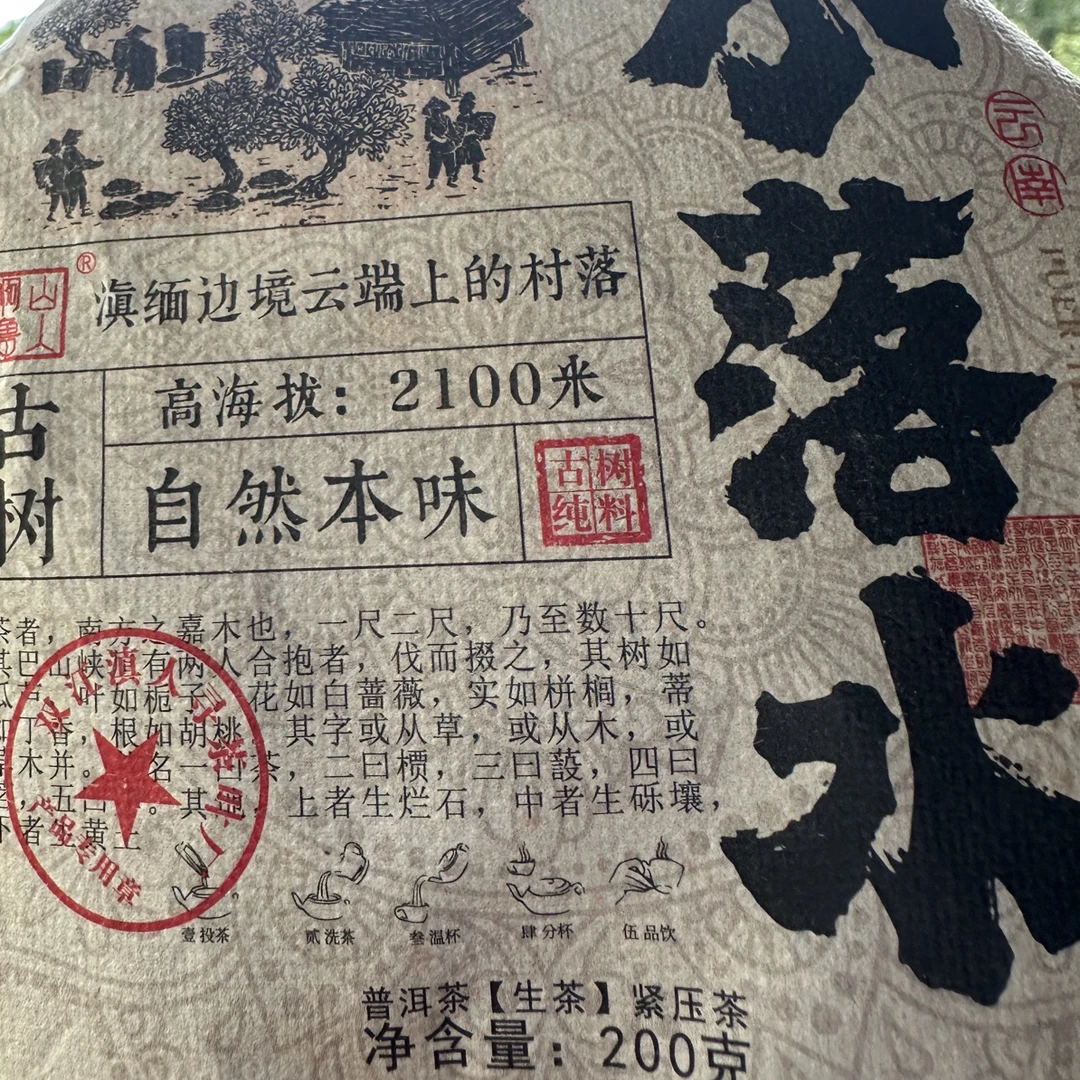 落水
滇缅边境云端上的村落
高海拔：2100米
古树
自然本味
古树
纯料
茶者，南方之嘉木也，一尺二尺，乃至数十尺。
其巴山峡滇有两人合抱者，伐而掇之，其树如
叶如栀子，花如白蔷薇，实如栟榈，蒂
如丁香，根如胡桃，其字或从草，或从木，或
草木并。其名一曰茶，二曰槚，三曰蔎，四曰
五曰 其地，上者生烂石，中者生砾壤，
下者生黄土
产品专用章
壹投茶
贰洗茶
叁温杯
肆分杯
伍品饮
普洱茶【生茶】紧压茶
净含量：200克